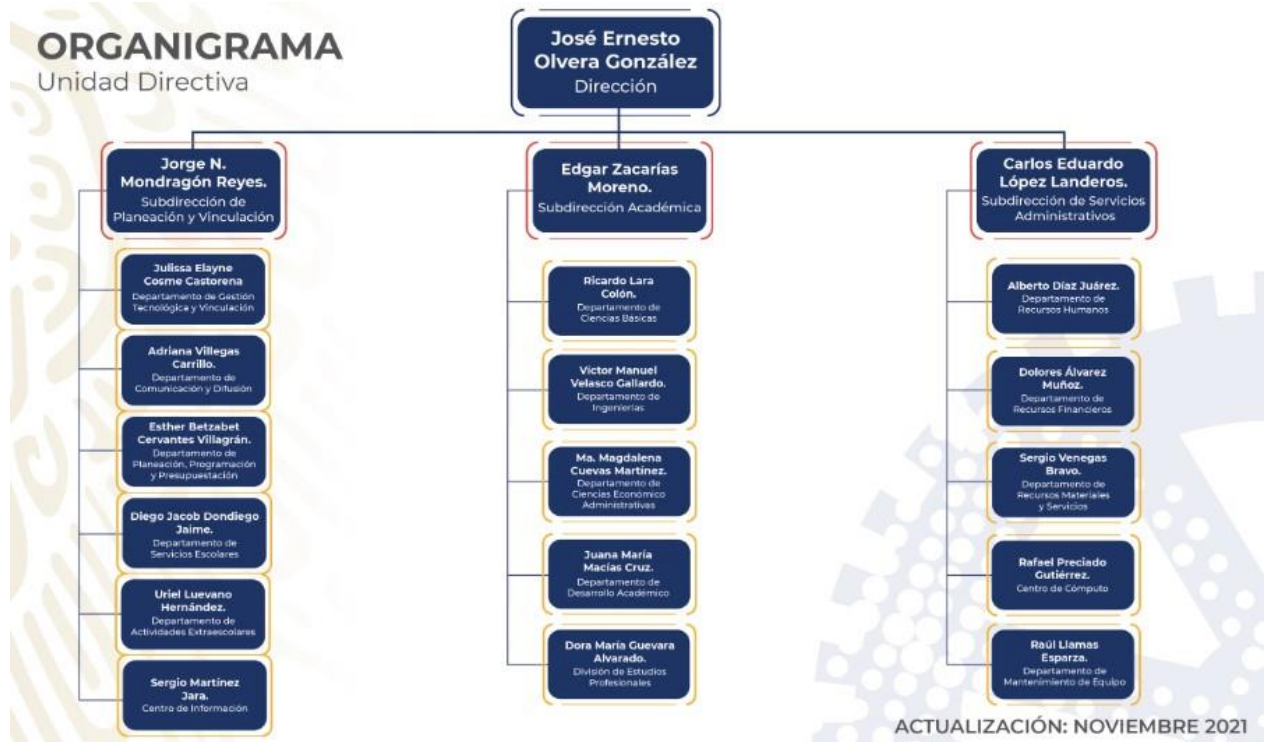 ORGANIGRAMA
Unidad Directiva
José Ernesto
Olvera González
Dirección
Jorge N.
Mondragón Reyes.
Subdirección de
Planeación y Vinculación
Julissa Elayne
Cosme Castorena
Departamento de Gestión
Tecnológica y Vinculación
Adriana Villegas
Carrillo.
Departamento de
Comunicación y Difusión
Esther Betzabet
Cervantes Villagrán.
Departamento de
Planeación, Programación
y Presupuestación
Diego Jacob Dondiego
Jaime.
Departamento de
Servicios Escolares
Uriel Luevano
Hernández.
Departamento de
Actividades Extraescolares
Sergio Martínez
Jara.
Centro de Información
Edgar Zacarías
Moreno.
Subdirección Académica
Ricardo Lara
Colón.
Departamento de
Ciencias Básicas
Víctor Manuel
Velasco Gallardo.
Departamento de
Ingenierías
Ma. Magdalena
Cuevas Martínez.
Departamento de
Ciencias Económico
Administrativas
Juana María
Macías Cruz.
Departamento de
Desarrollo Académico
Dora María Guevara
Alvarado.
División de Estudios
Profesionales
Carlos Eduardo
López Landeros.
Subdirección de Servicios
Administrativos
Alberto Díaz Juárez.
Departamento de
Recursos Humanos
Dolores Álvarez
Muñoz.
Departamento de
Recursos Financieros
Sergio Venegas
Bravo.
Departamento de
Recursos Materiales
y Servicios
Rafael Preciado
Gutiérrez.
Centro de Cómputo
Raúl Llamas
Esparza.
Departamento de
Mantenimiento de Equipo
ACTUALIZACIÓN: NOVIEMBRE 2021